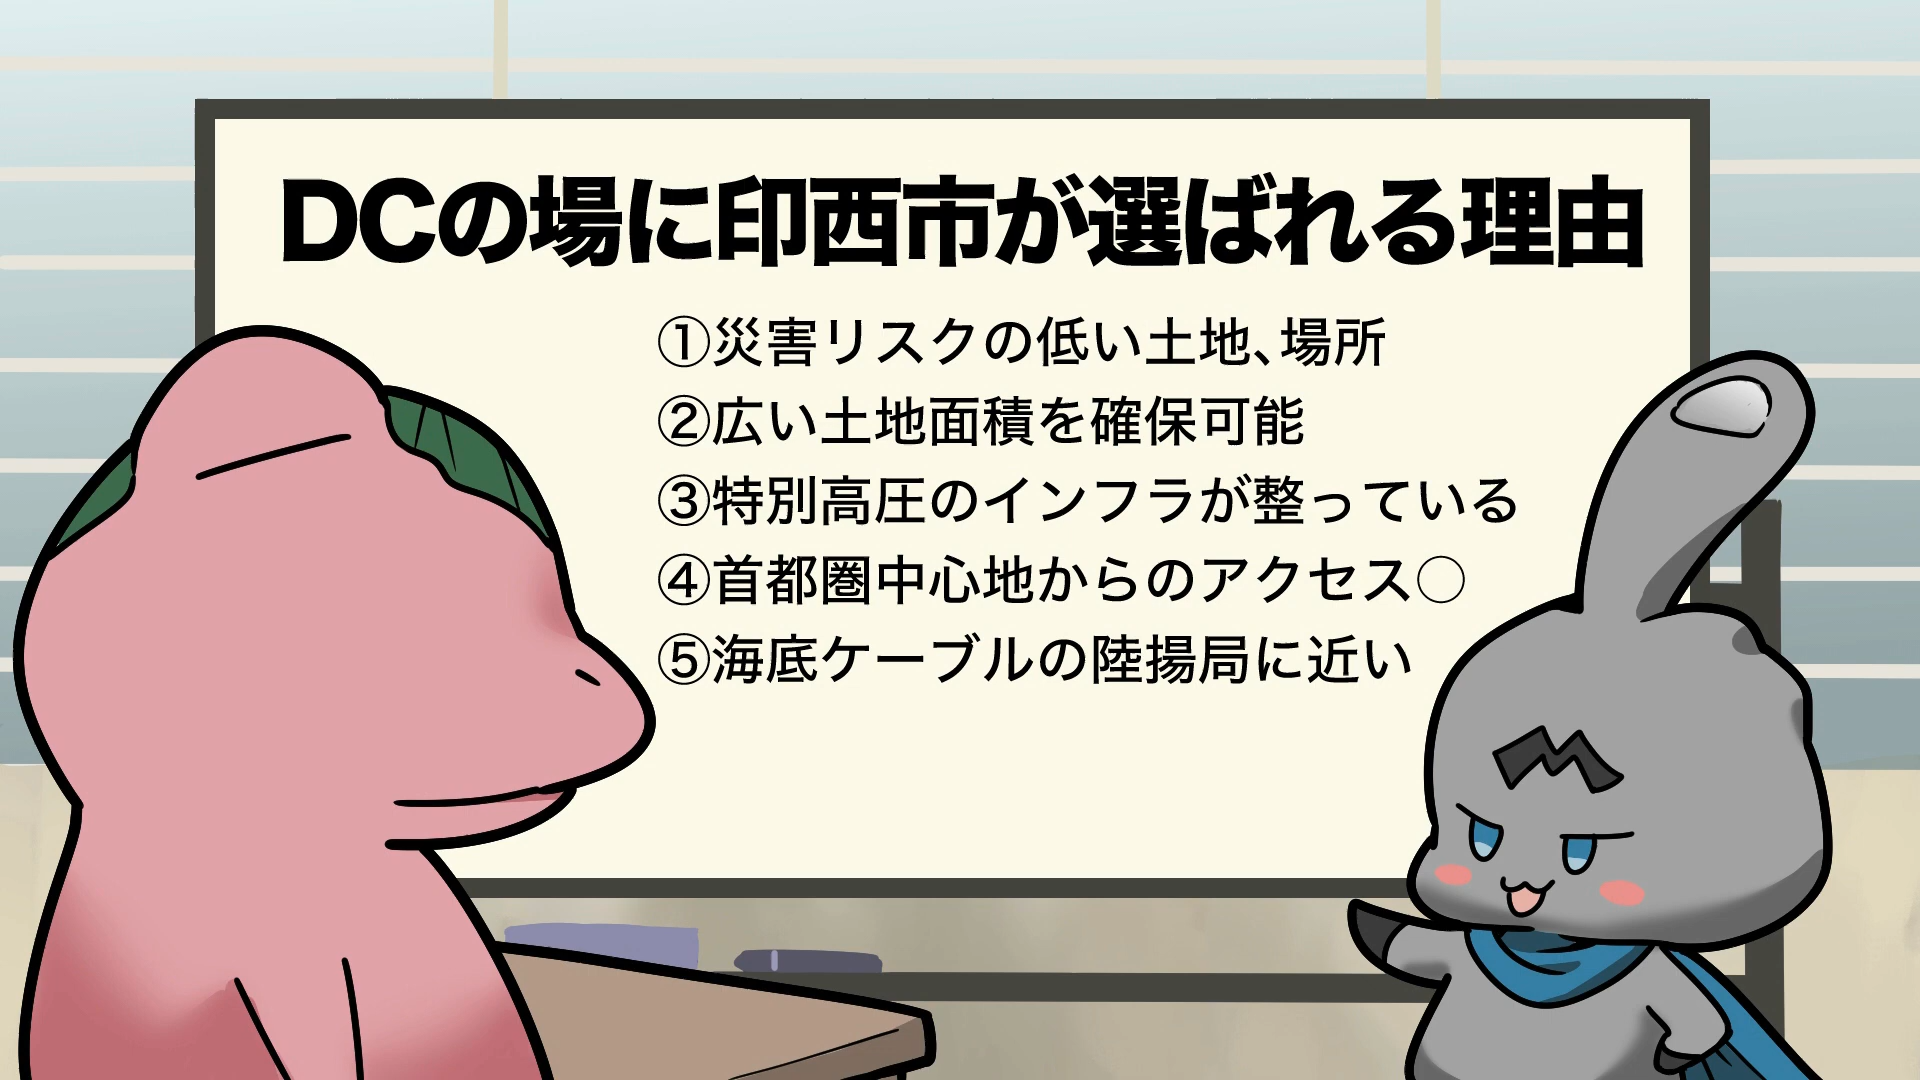 DCの場に印西市が選ばれる理由
①災害リスクの低い土地、場所
②広い土地面積を確保可能
③特別高圧のインフラが整っている
④首都圏中心地からのアクセス○
⑤海底ケーブルの陸揚局に近い